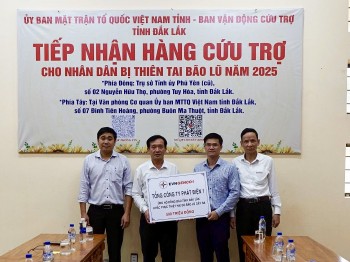 ỦY BAN MẶT TRẬN TỔ QUỐC VIỆT NAM TỈNH - BAN VẬN ĐỘNG CỨU TRỢ
TỈNH ĐẮK LẮK
TIẾP NHẬN HÀNG CỨU TRỢ
CHO NHÂN DÂN BỊ THIÊN TAI BÃO LŨ NĂM 2025
*Phía Đông: Trụ sở Tỉnh ủy Phú Yên (cũ),
số 02 Nguyễn Hữu Thọ, phường Tuy Hòa, tỉnh Đắk Lắk.
*Phía Tây: Tại Văn phòng Cơ quan Ủy ban MTTQ Việt Nam tỉnh Đắk Lắk,
số 07 Đinh Tiên Hoàng, phường Buôn Ma Thuột, tỉnh Đắk Lắk.
EVNGENCO1
TỔNG CÔNG TY PHÁT ĐIỆN 1
TRIỆU ĐỒNG